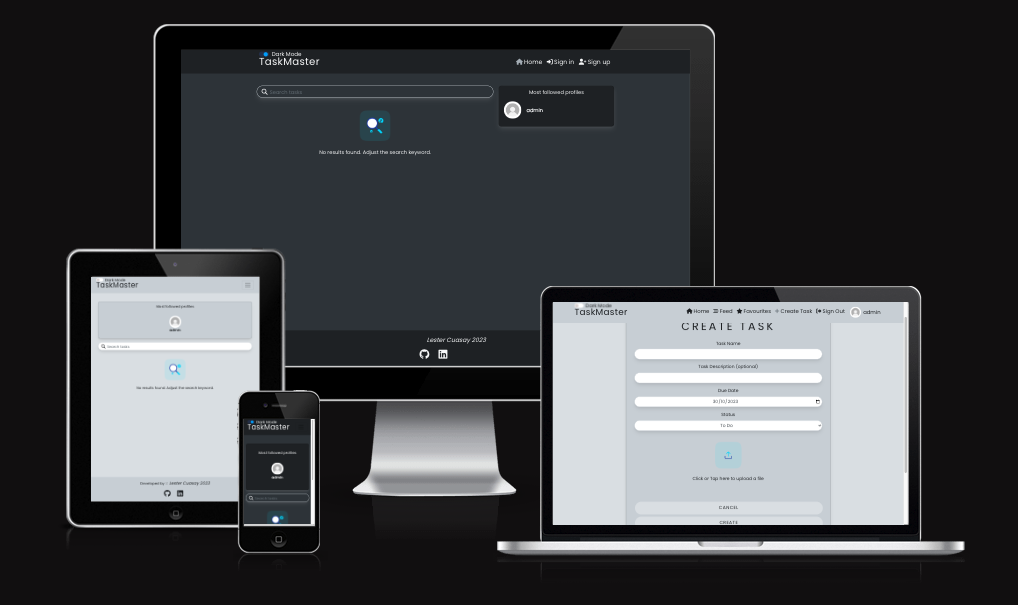 Dark Mode
TaskMaster
Home Sign in Sign up
Search tasks
Most followed profiles
admin
No results found. Adjust the search keyword.
Lester Cuasay 2023
Dark Mode
TaskMaster
Most followed profiles
admin
Search tasks
No results found. Adjust the search keyword.
Developed by - Lester Cuasay 2023
Dark Mode
TaskMaster
Most followed profiles
admin
Search tasks
Dark Mode
TaskMaster
Home Feed Favourites Create Task Sign Out admin
CREATE TASK
Task Name
Task Description (optional)
Due Date
30/10/2023
Status
To Do
Click or Tap here to upload a file
CANCEL
CREATE